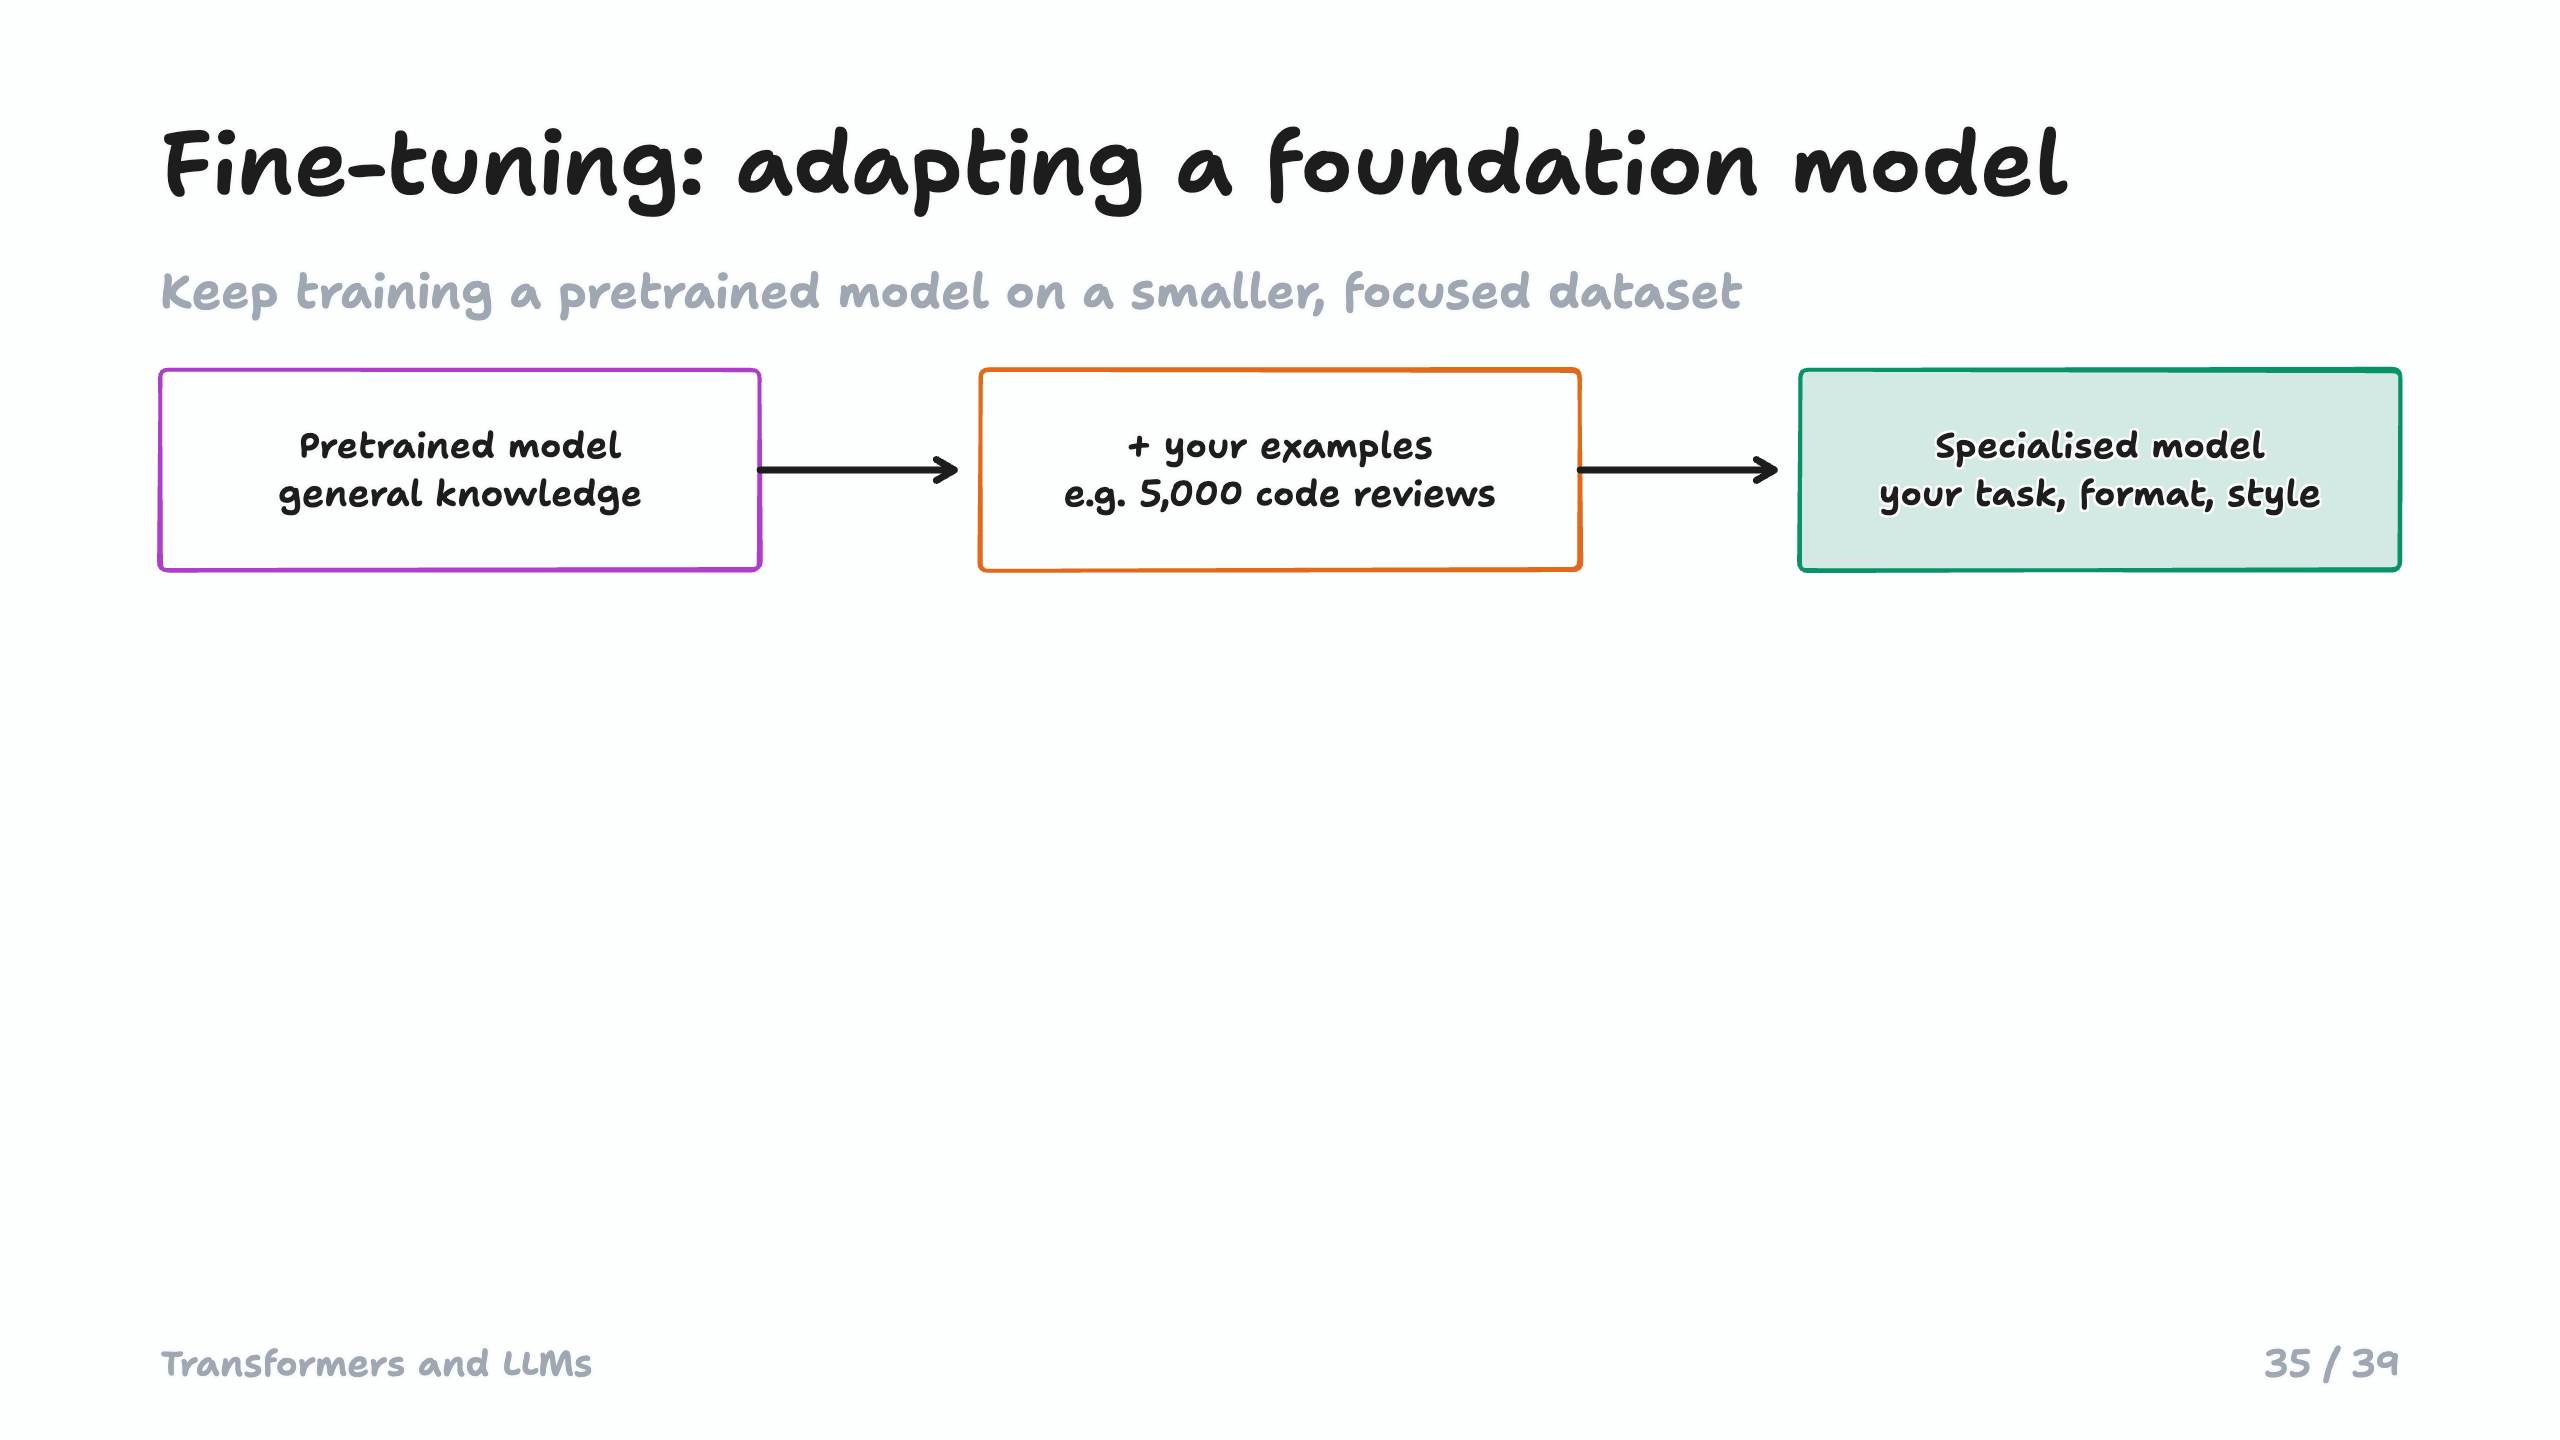 Fine-tuning: adapting a foundation model
Keep training a pretrained model on a smaller, focused dataset
Pretrained model
general knowledge
+ your examples
e.g. 5,000 code reviews
Specialised model
your task, format, style
Transformers and LLMs
35 / 39